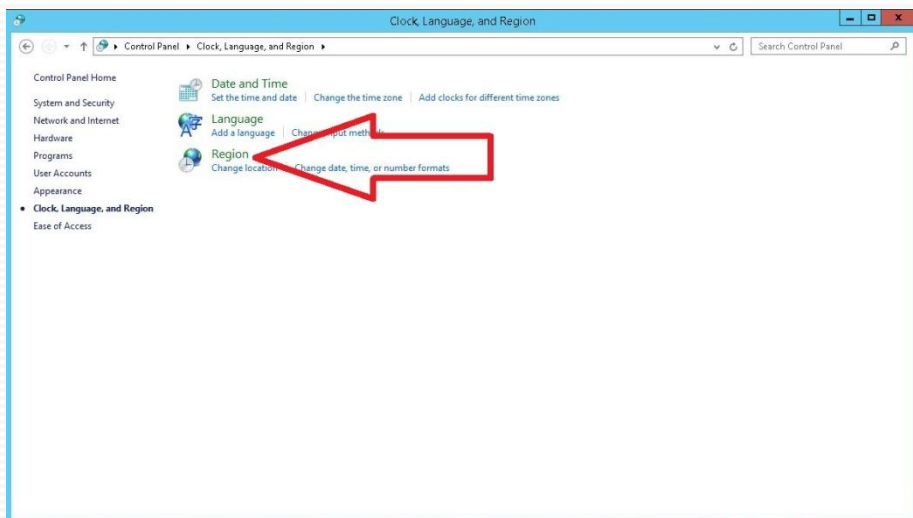 Clock, Language, and Region
Control Panel ▸ Clock, Language, and Region ▸
Search Control Panel
Control Panel Home
System and Security
Network and Internet
Hardware
Programs
User Accounts
Appearance
Clock, Language, and Region
Ease of Access
Date and Time
Set the time and date | Change the time zone | Add clocks for different time zones
Language
Add a language
Region
Change location Change date, time, or number formats